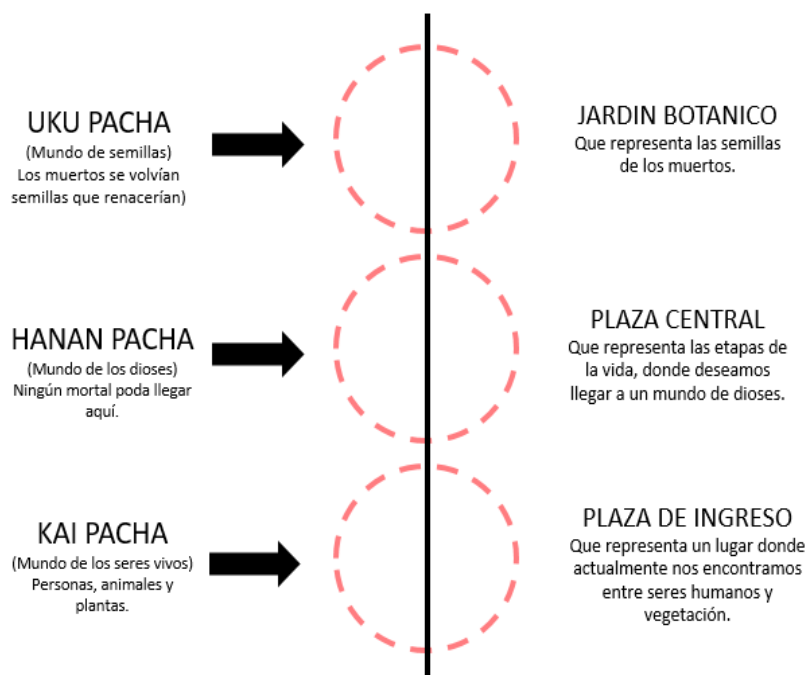 UKU PACHA
(Mundo de semillas)
Los muertos se volvían
semillas que renacerían)
JARDIN BOTANICO
Que representa las semillas
de los muertos.
HANAN PACHA
(Mundo de los dioses)
Ningún mortal poda llegar
aquí.
PLAZA CENTRAL
Que representa las etapas de
la vida, donde deseamos
llegar a un mundo de dioses.
KAI PACHA
(Mundo de los seres vivos)
Personas, animales y
plantas.
PLAZA DE INGRESO
Que representa un lugar donde
actualmente nos encontramos
entre seres humanos y
vegetación.